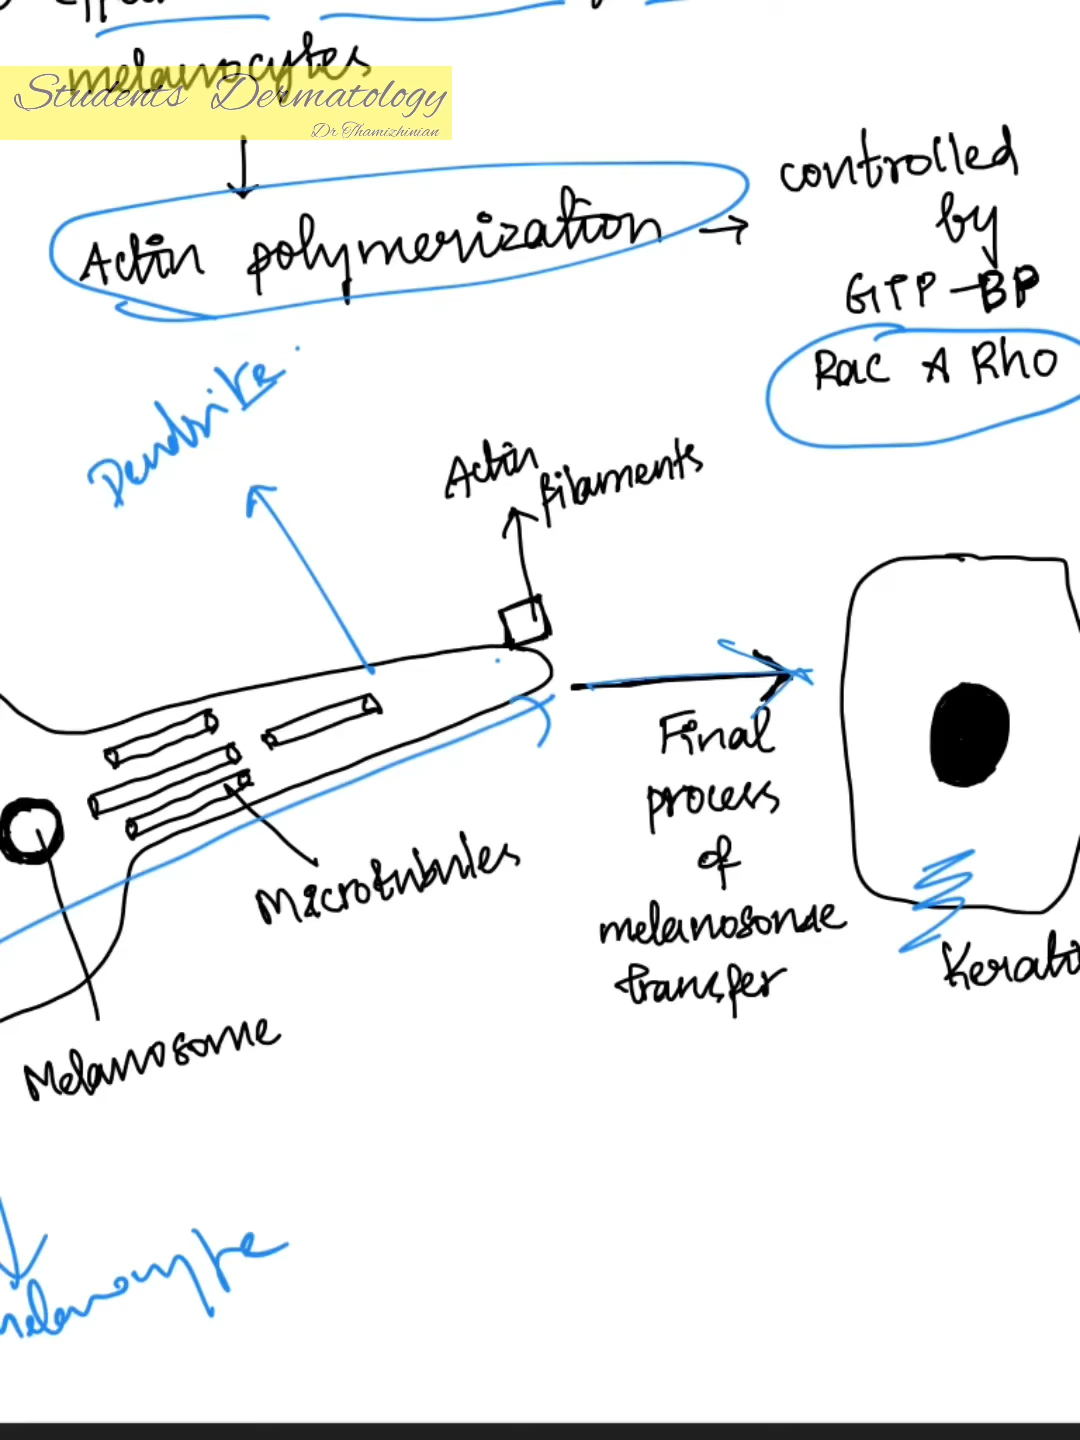 melanocytes
Students Dermatology
Dr Thamizhinian
Actin polymerization →
controlled
by
GTP-BP
Rac & Rho
Dendrite
Actin
filaments
Final
process
of
melanosome
transfer
Microtubules
Melanosome
Kerati
melanocyte